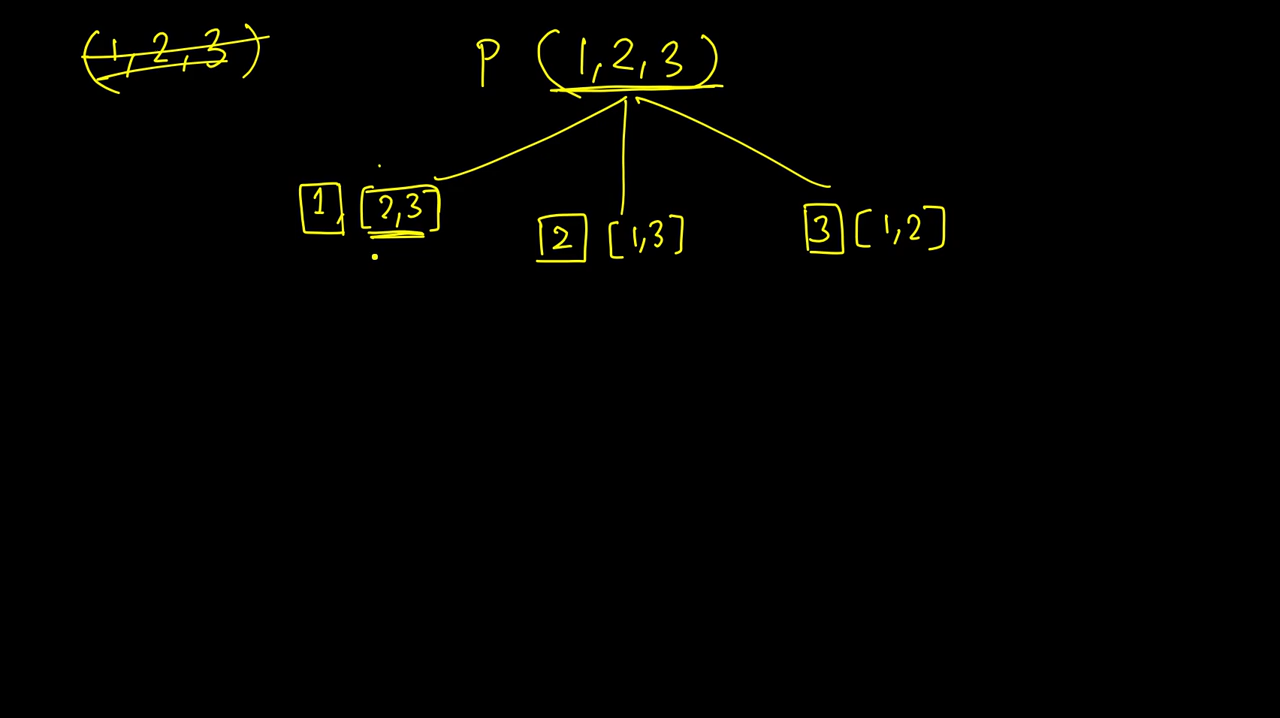 (1,2,3) P (1,2,3)
1, [2,3] 2 [1,3] 3 [1,2]